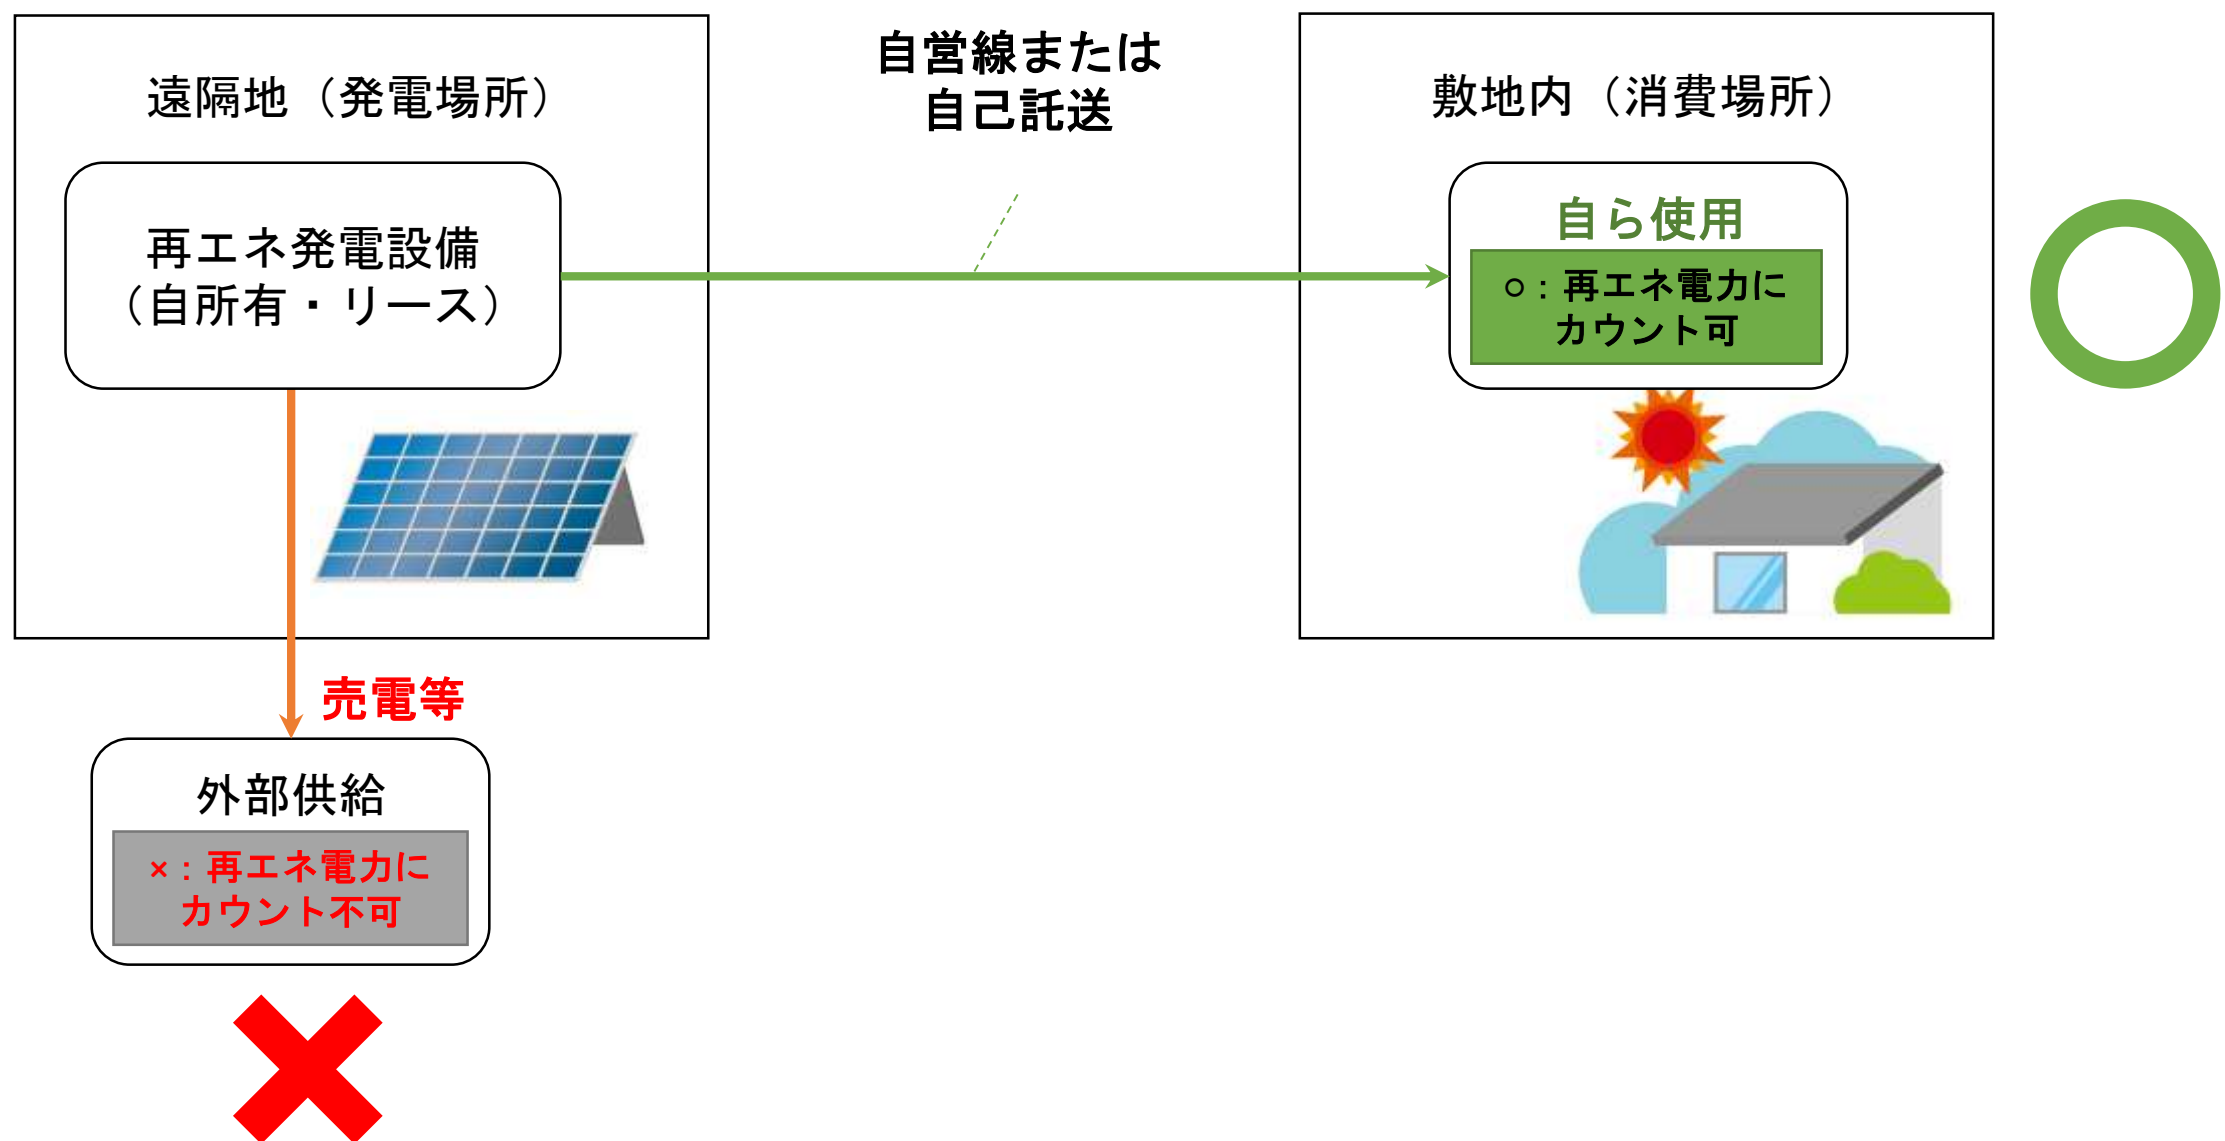 遠隔地（発電場所）
再エネ発電設備
（自所有・リース）
自営線または
自己託送
敷地内（消費場所）
自ら使用
○：再エネ電力に
カウント可
売電等
外部供給
×：再エネ電力に
カウント不可